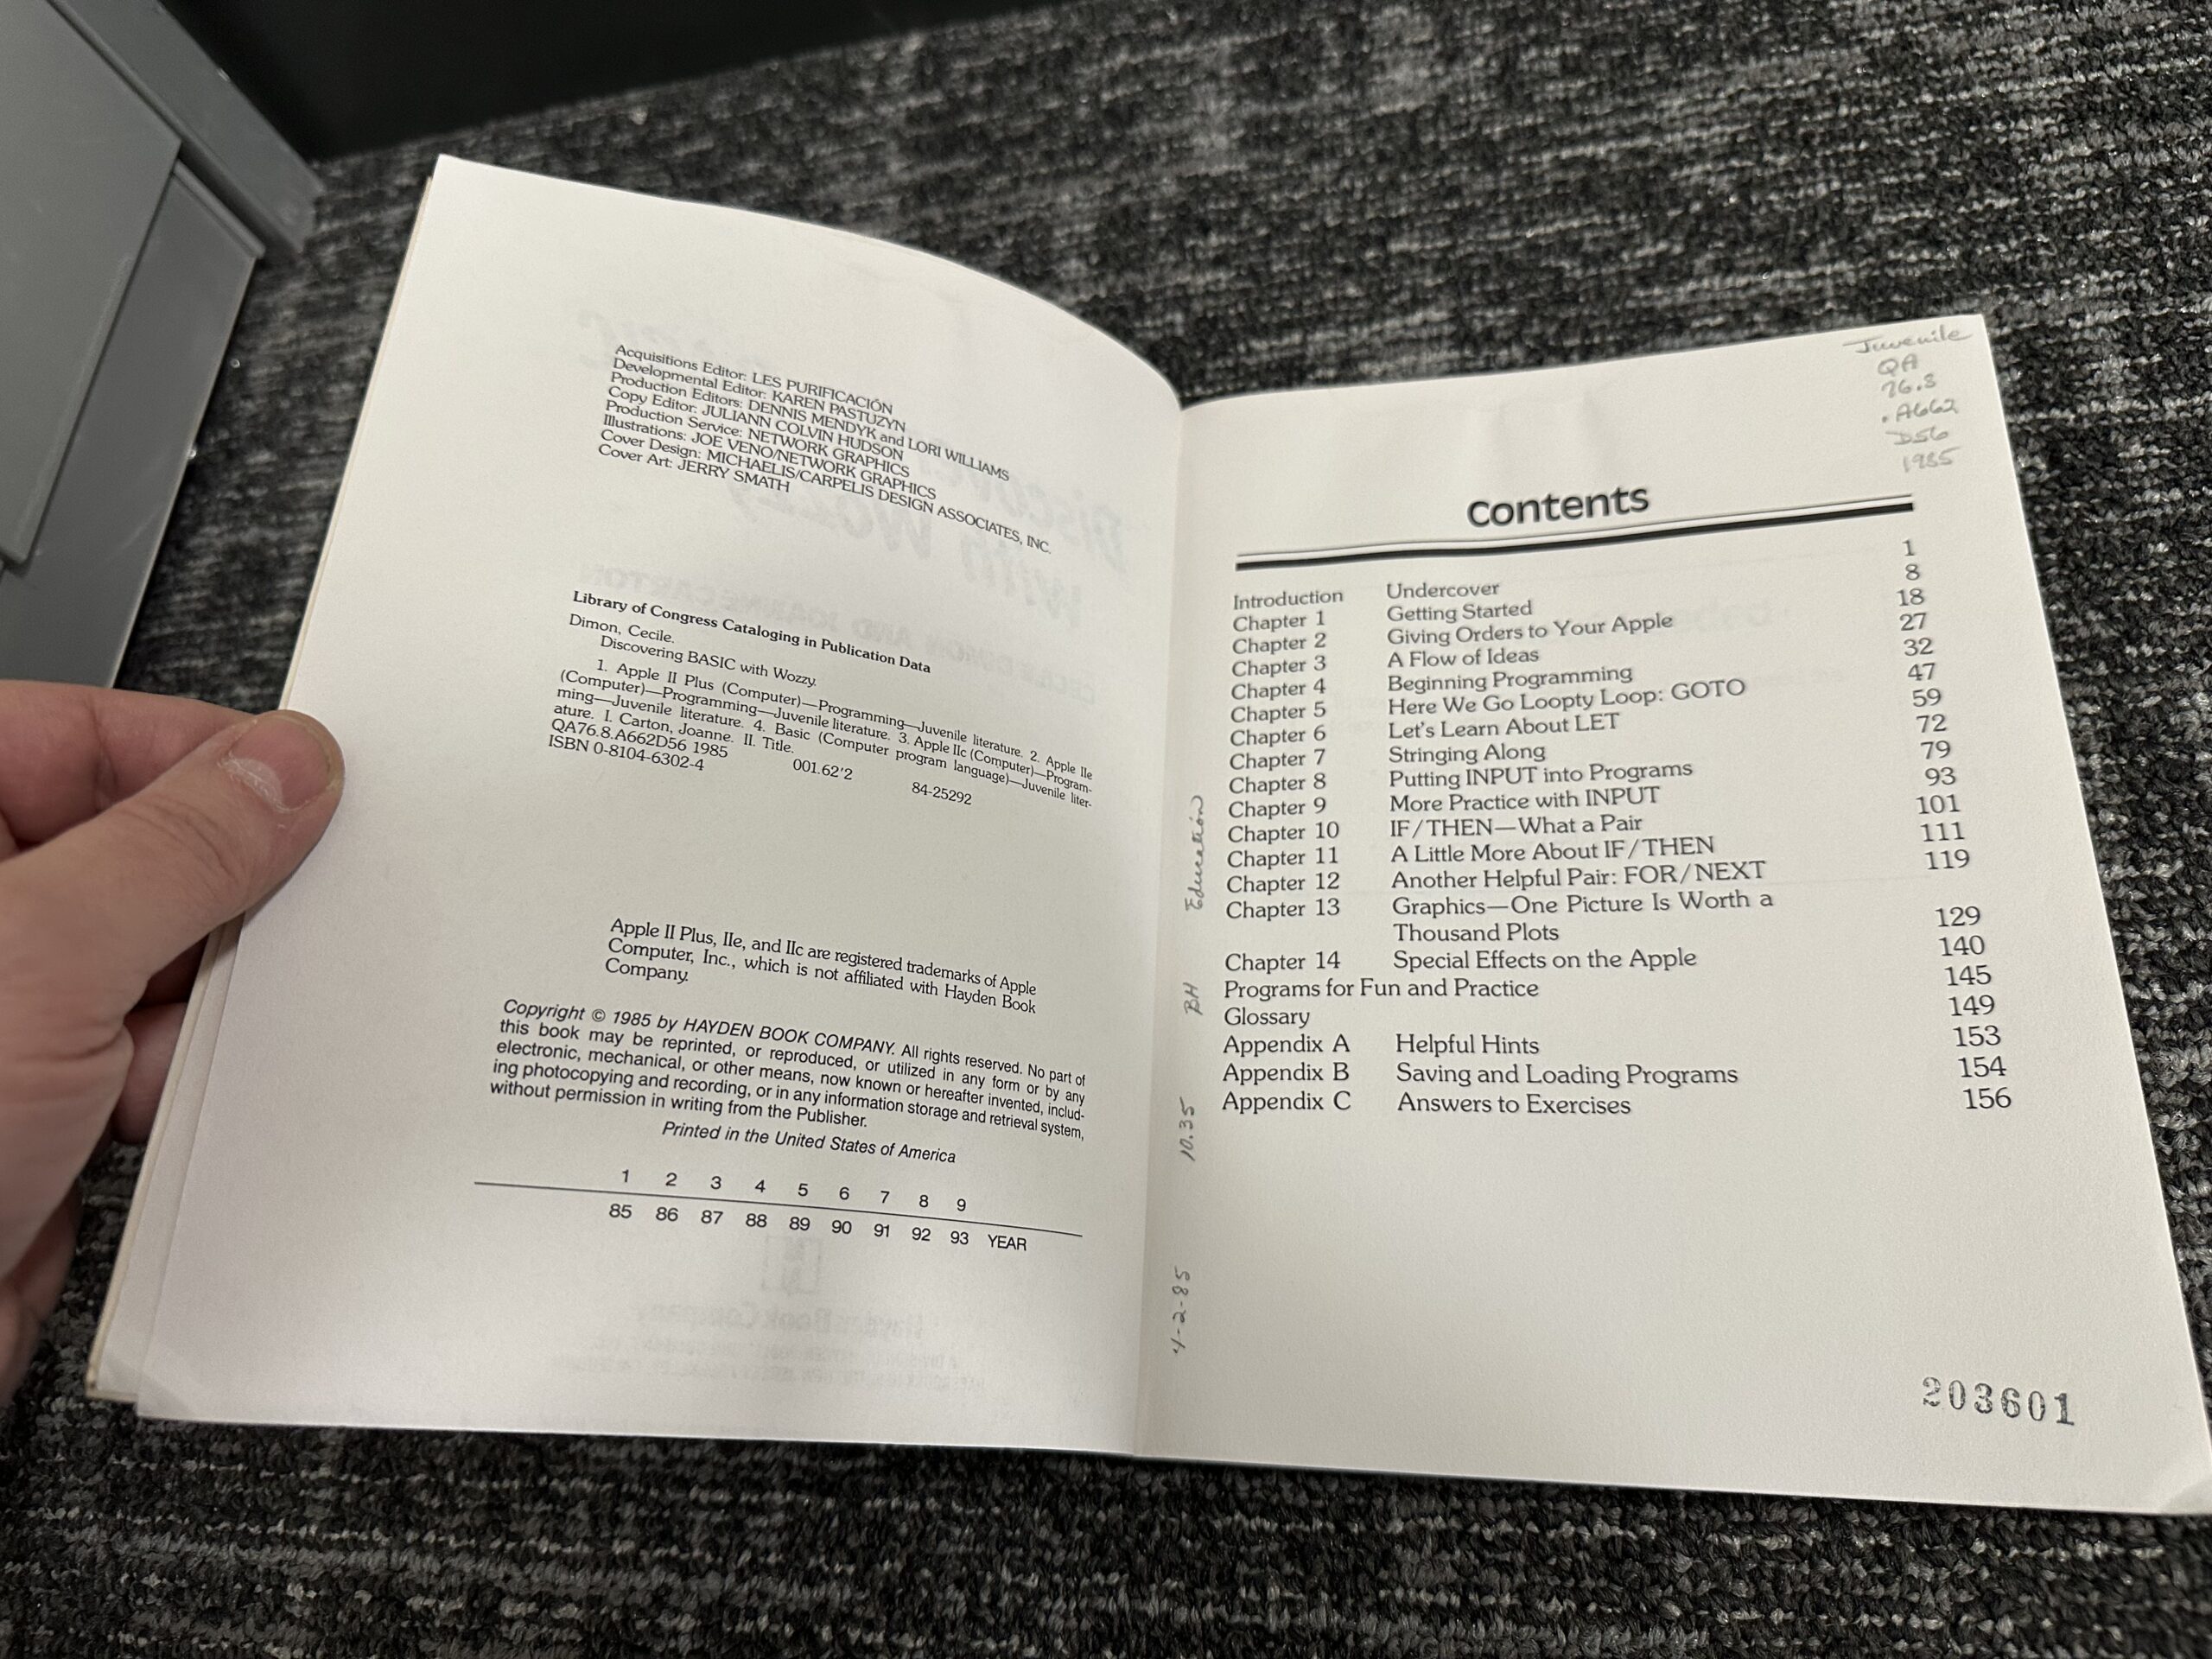 Acquisitions Editor: LES PURIFICACIÓN
Developmental Editor: KAREN PASTUZYN
Production Editors: DENNIS MENDYK and LORI WILLIAMS
Copy Editor: JULIANN COLVIN HUDSON
Production Service: NETWORK GRAPHICS
Illustrations: JOE VENO/NETWORK GRAPHICS
Cover Design: MICHAELIS/CARPELIS DESIGN ASSOCIATES, INC.
Cover Art: JERRY SMATH
Library of Congress Cataloging in Publication Data
Dimon, Cecile.
Discovering BASIC with Wozzy.
1. Apple II Plus (Computer)—Programming—Juvenile literature. 2. Apple IIe
(Computer)—Programming—Juvenile literature. 3. Apple IIc (Computer)—Program-
ming—Juvenile literature. 4. Basic (Computer program language)—Juvenile liter-
ature. I. Carton, Joanne. II. Title.
QA76.8.A662D56 1985 001.62'2 84-25292
ISBN 0-8104-6302-4
Apple II Plus, IIe, and IIc are registered trademarks of Apple
Computer, Inc., which is not affiliated with Hayden Book
Company.
Copyright © 1985 by HAYDEN BOOK COMPANY. All rights reserved. No part of
this book may be reprinted, or reproduced, or utilized in any form or by any
electronic, mechanical, or other means, now known or hereafter invented, includ-
ing photocopying and recording, or in any information storage and retrieval system,
without permission in writing from the Publisher.
Printed in the United States of America
1 2 3 4 5 6 7 8 9
85 86 87 88 89 90 91 92 93 YEAR
Juvenile
QA
76.8
.A662
D56
1985
Contents
Introduction Undercover 1
Chapter 1 Getting Started 8
Chapter 2 Giving Orders to Your Apple 18
Chapter 3 A Flow of Ideas 27
Chapter 4 Beginning Programming 32
Chapter 5 Here We Go Loopty Loop: GOTO 47
Chapter 6 Let's Learn About LET 59
Chapter 7 Stringing Along 72
Chapter 8 Putting INPUT into Programs 79
Chapter 9 More Practice with INPUT 93
Chapter 10 IF/THEN—What a Pair 101
Chapter 11 A Little More About IF/THEN 111
Chapter 12 Another Helpful Pair: FOR/NEXT 119
Chapter 13 Graphics—One Picture Is Worth a
Thousand Plots 129
Chapter 14 Special Effects on the Apple 140
Programs for Fun and Practice 145
Glossary 149
Appendix A Helpful Hints 153
Appendix B Saving and Loading Programs 154
Appendix C Answers to Exercises 156
4-2-85 10.35 BH Education
203601